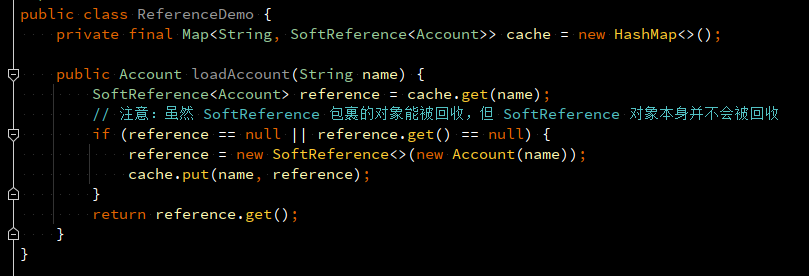 public class ReferenceDemo {
    private final Map<String, SoftReference<Account>> cache = new HashMap<>();
    public Account loadAccount(String name) {
        SoftReference<Account> reference = cache.get(name);
        // 注意：虽然 SoftReference 包裹的对象能被回收，但 SoftReference 对象本身并不会被回收
        if (reference == null || reference.get() == null) {
            reference = new SoftReference<>(new Account(name));
            cache.put(name, reference);
        }
        return reference.get();
    }
}